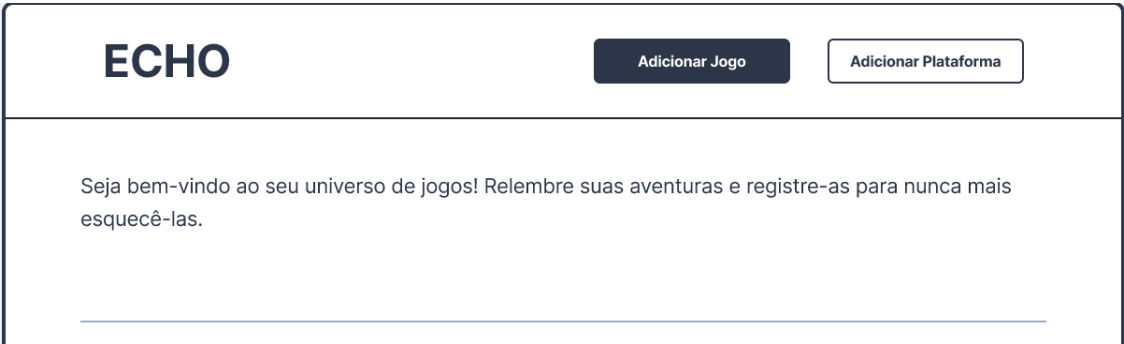 ECHO
Adicionar Jogo
Adicionar Plataforma
Seja bem-vindo ao seu universo de jogos! Relembre suas aventuras e registre-as para nunca mais
esquecê-las.